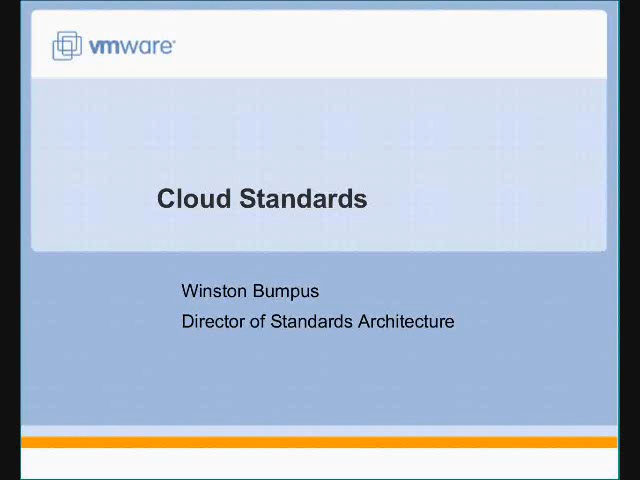 vmware
Cloud Standards
Winston Bumpus
Director of Standards Architecture